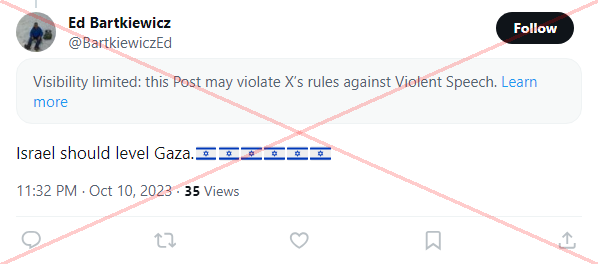 Ed Bartkiewicz
@BartkiewiczEd
Follow
Visibility limited: this Post may violate X's rules against Violent Speech. Learn
more
Israel should level Gaza.🇮🇱🇮🇱🇮🇱🇮🇱🇮🇱🇮🇱
11:32 PM · Oct 10, 2023 · 35 Views